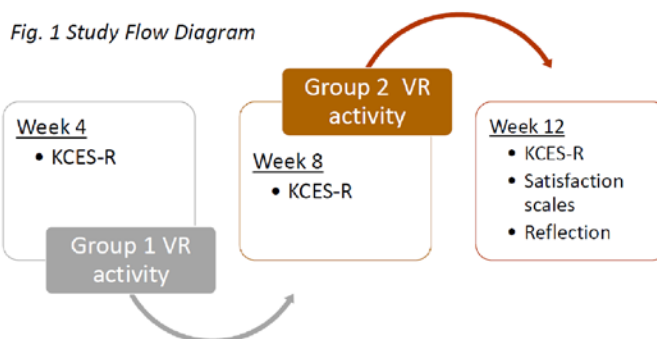 Fig. 1 Study Flow Diagram
Week 4
• KCES-R
Group 1 VR
activity
Group 2 VR
activity
Week 8
• KCES-R
Week 12
• KCES-R
• Satisfaction
scales
• Reflection